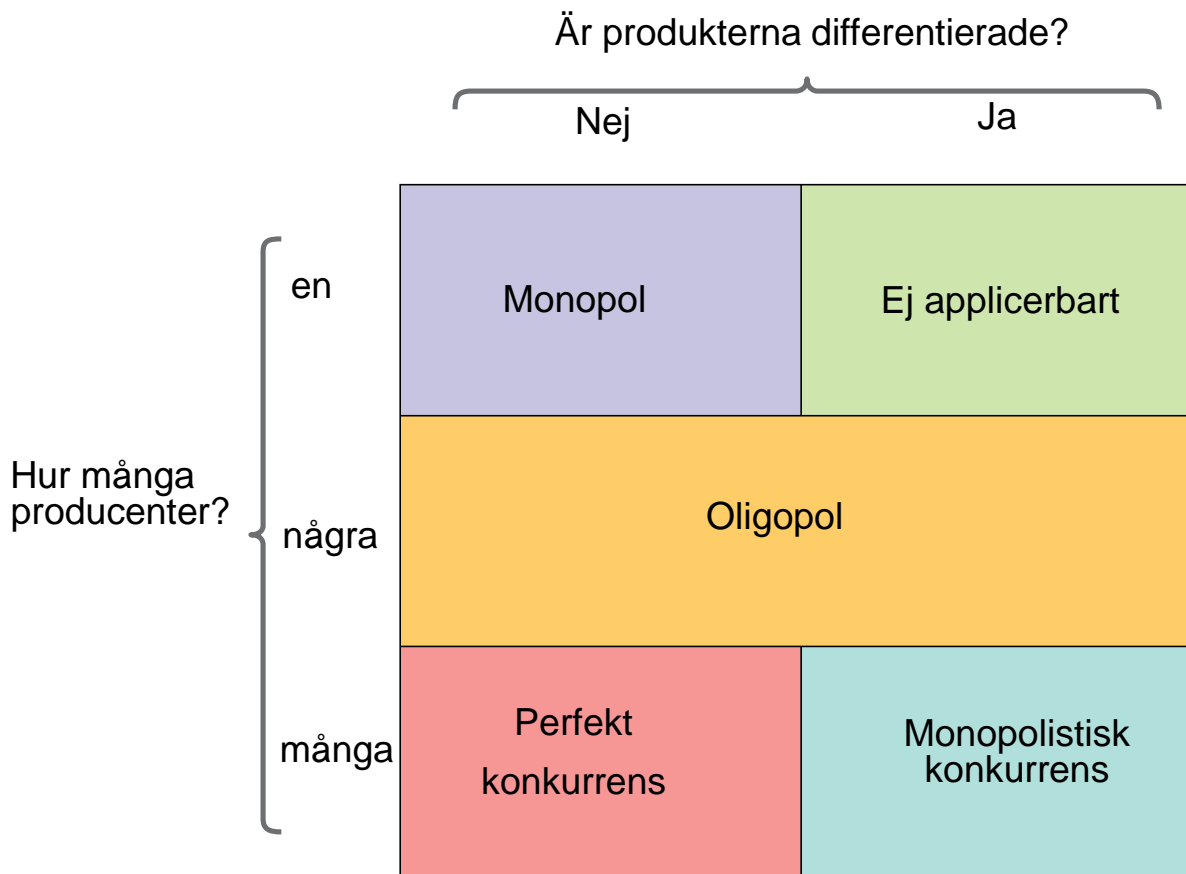 Är produkterna differentierade?
Nej
Ja
en
Monopol
Ej applicerbart
Hur många
producenter?
några
Oligopol
många
Perfekt
konkurrens
Monopolistisk
konkurrens